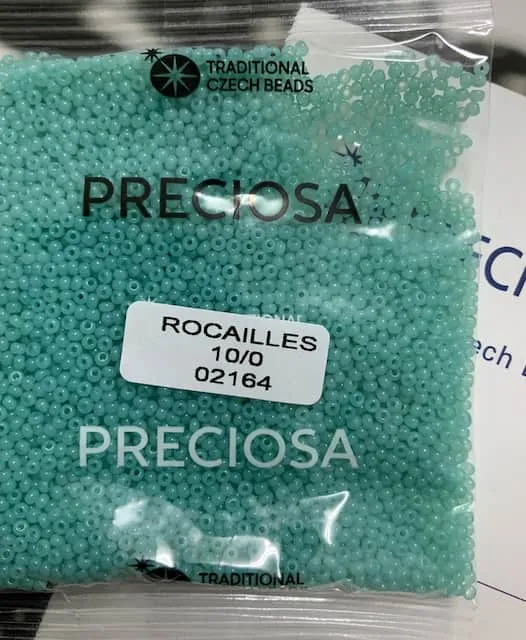 TRADITIONAL
CZECH BEADS
PRECIOSA
ROCAILLES
10/0
02164
PRECIOSA
TRADITIONAL